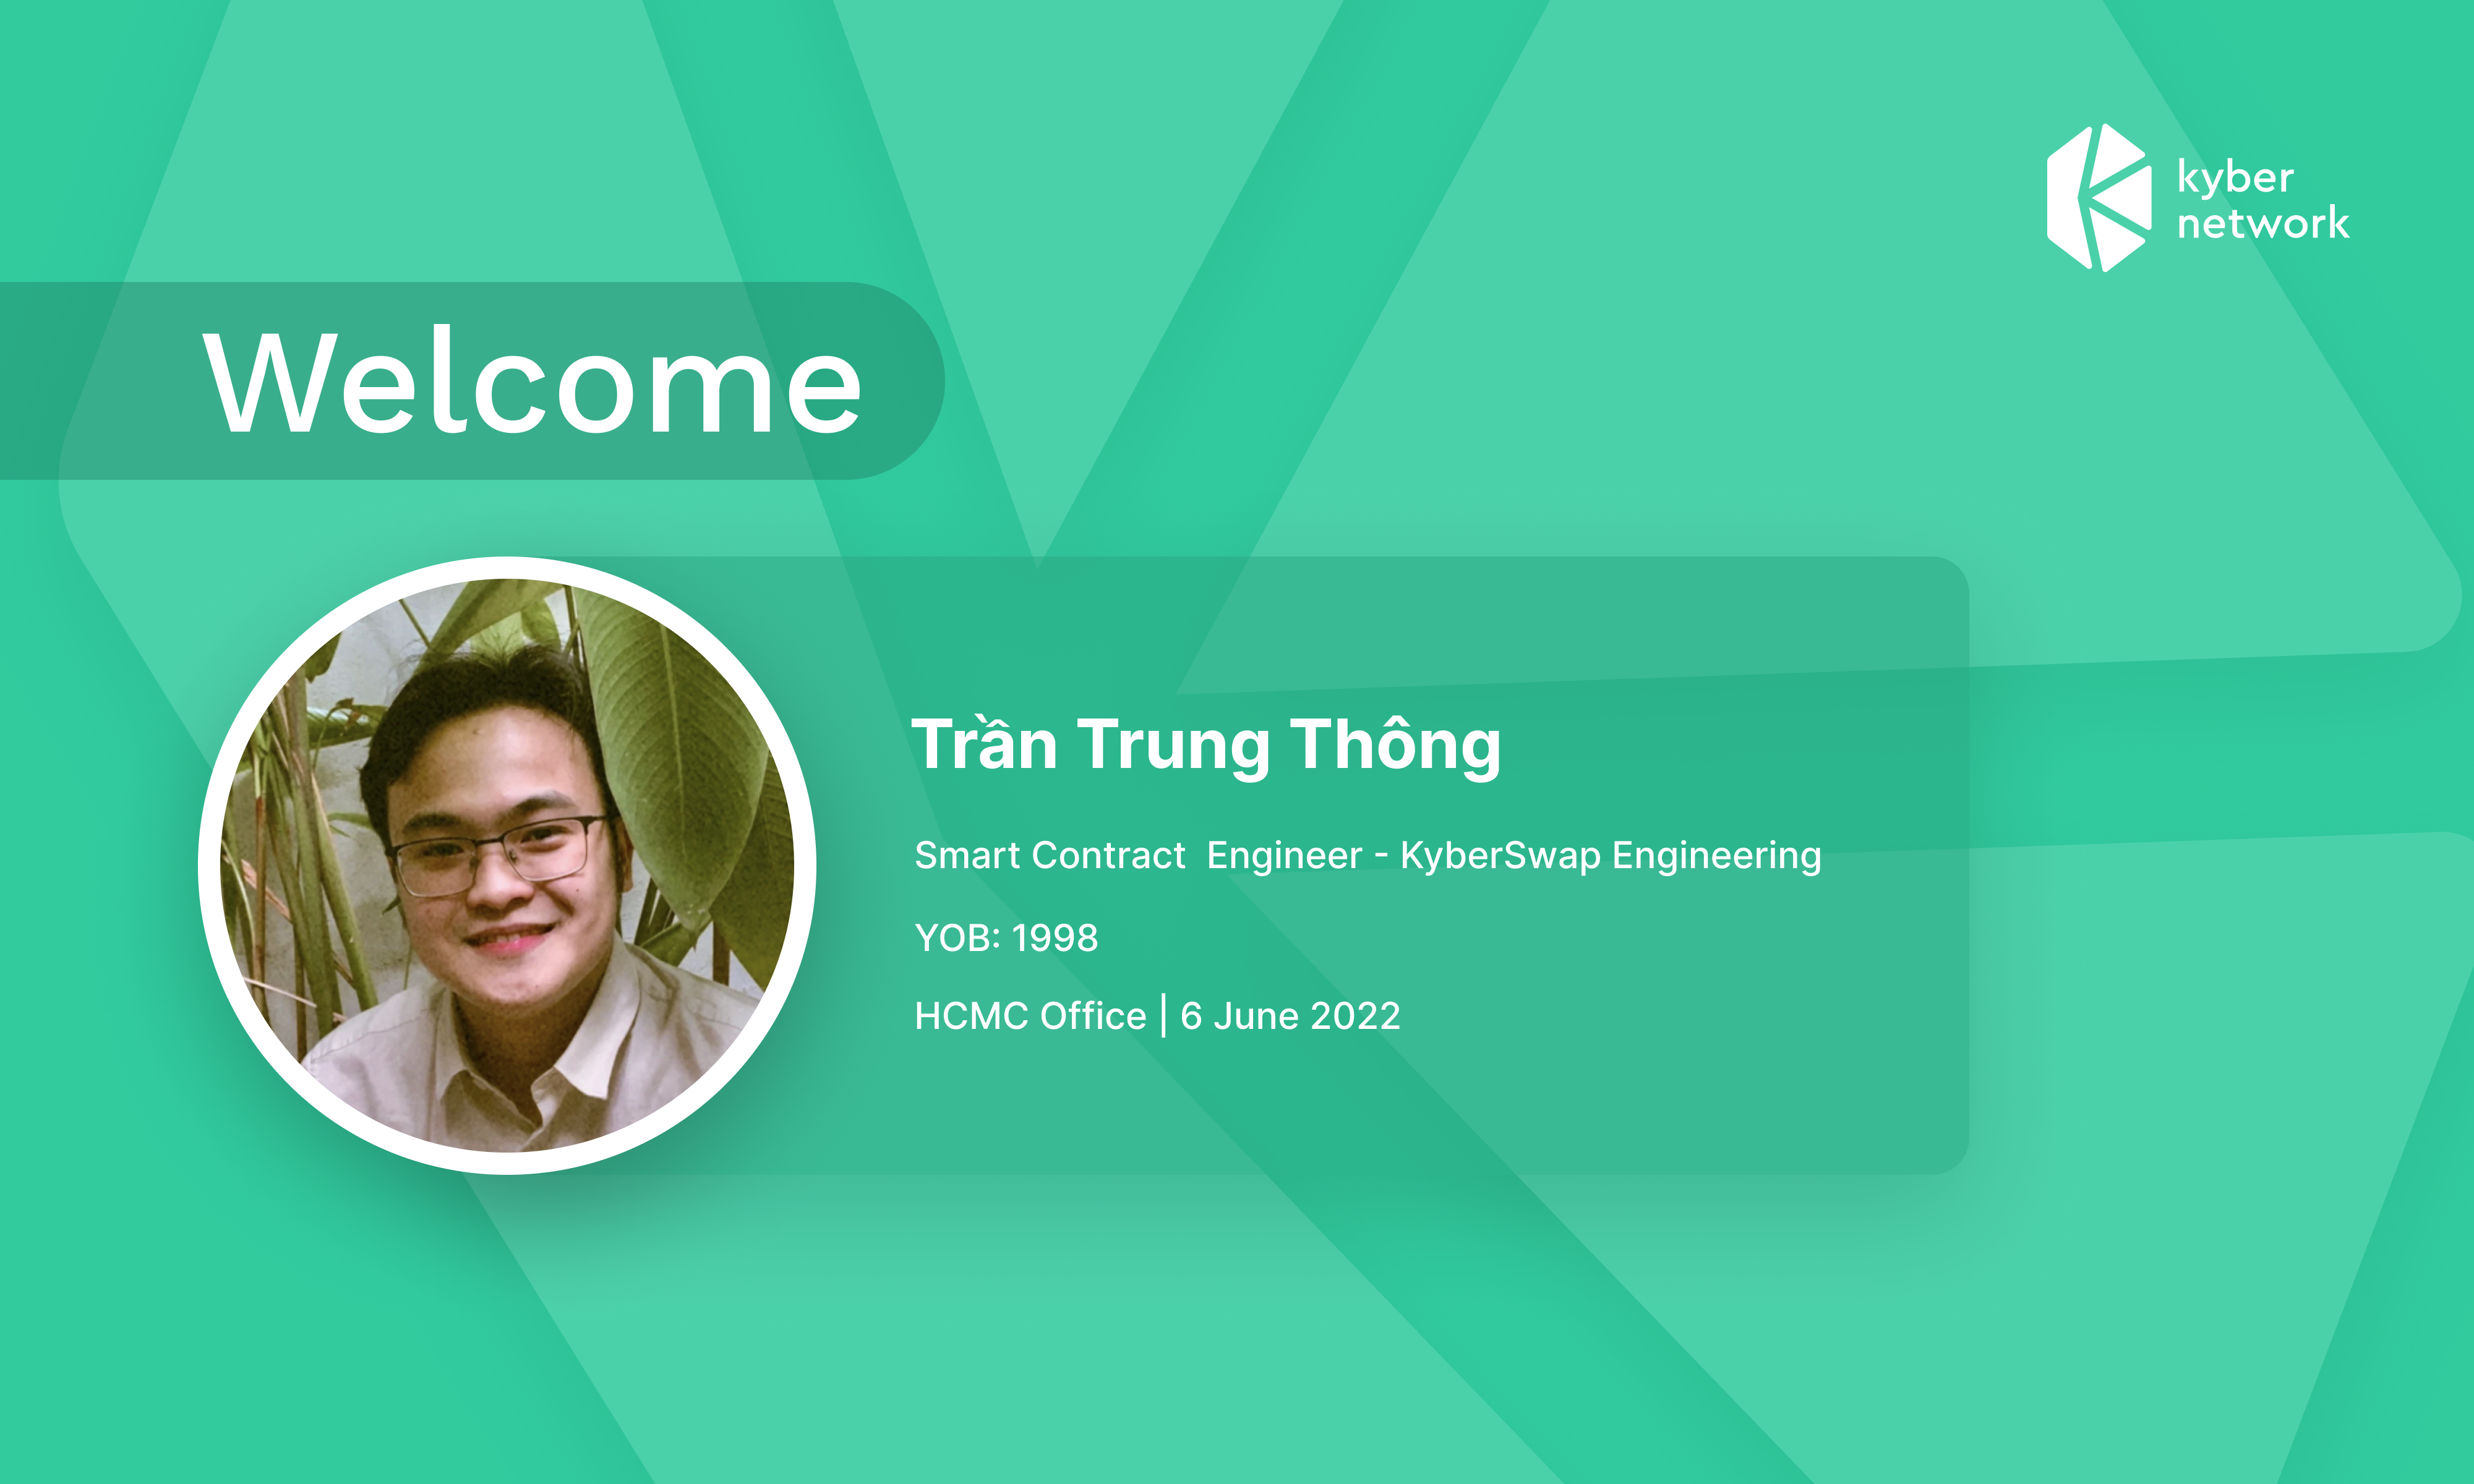 kyber
network
Welcome
Trần Trung Thông
Smart Contract  Engineer - KyberSwap Engineering
YOB: 1998
HCMC Office | 6 June 2022